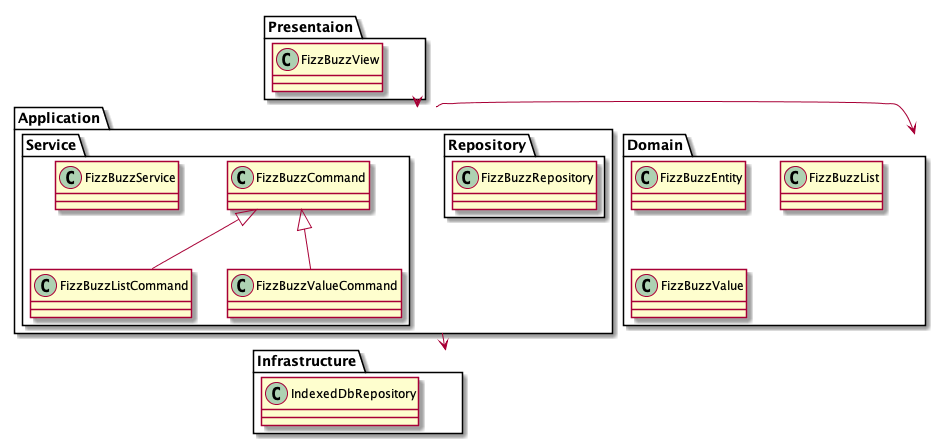 Presentaion
C FizzBuzzView
Application
Service
Repository
Domain
C FizzBuzzService
C FizzBuzzCommand
C FizzBuzzRepository
C FizzBuzzEntity
C FizzBuzzList
C FizzBuzzListCommand
C FizzBuzzValueCommand
C FizzBuzzValue
Infrastructure
C IndexedDbRepository